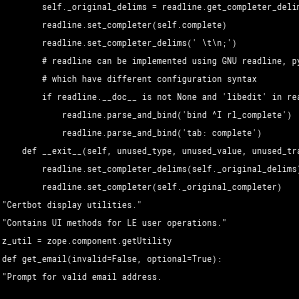 self._original_delims = readline.get_completer_delim
readline.set_completer(self.complete)
readline.set_completer_delims(' \t\n;')
# readline can be implemented using GNU readline, py
# which have different configuration syntax
if readline.__doc__ is not None and 'libedit' in rea
readline.parse_and_bind('bind ^I rl_complete')
readline.parse_and_bind('tab: complete')
def __exit__(self, unused_type, unused_value, unused_tra
readline.set_completer_delims(self._original_delims)
readline.set_completer(self._original_completer)
"Certbot display utilities."
"Contains UI methods for LE user operations."
z_util = zope.component.getUtility
def get_email(invalid=False, optional=True):
"Prompt for valid email address.